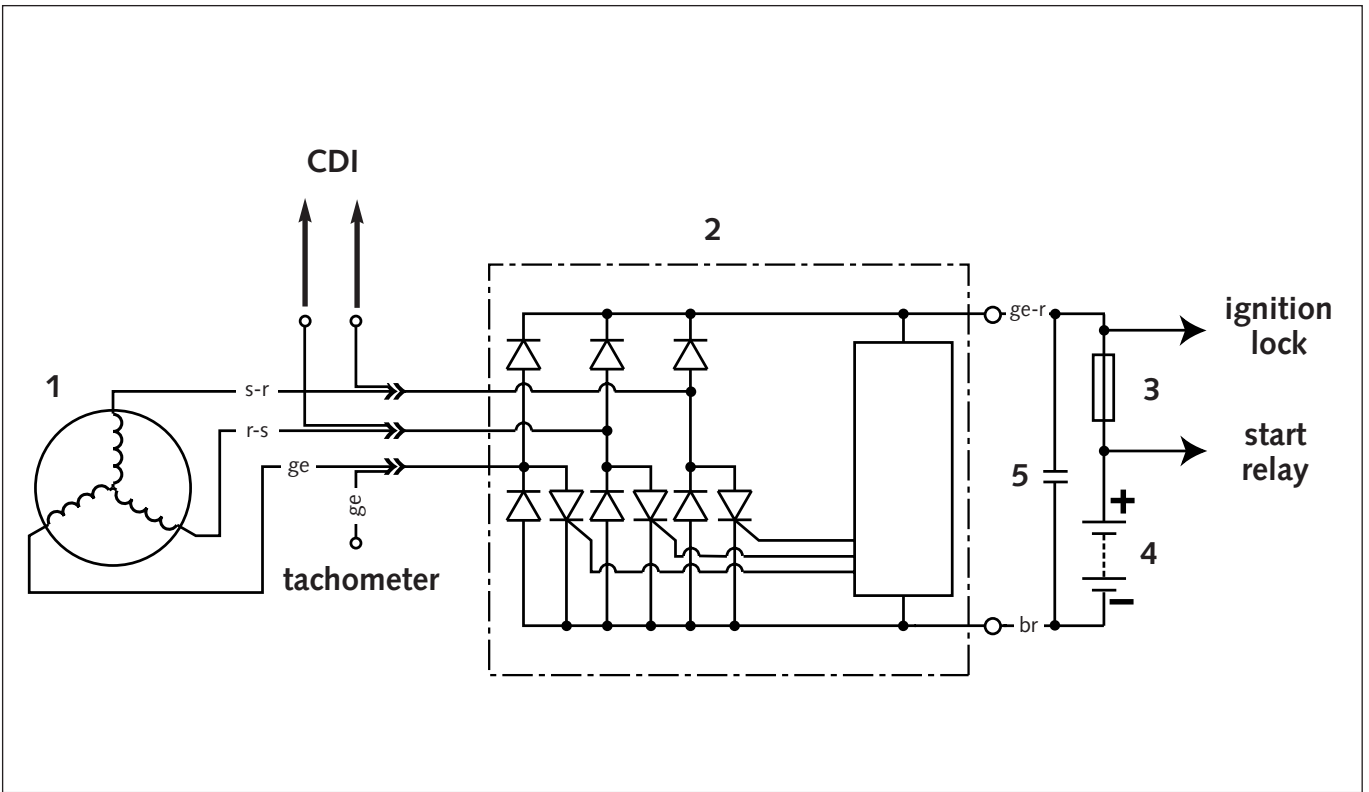 CDI
2
ge-r
ignition
lock
1
s-r
3
r-s
start
relay
ge
5
ge
+
4
tachometer
−
br